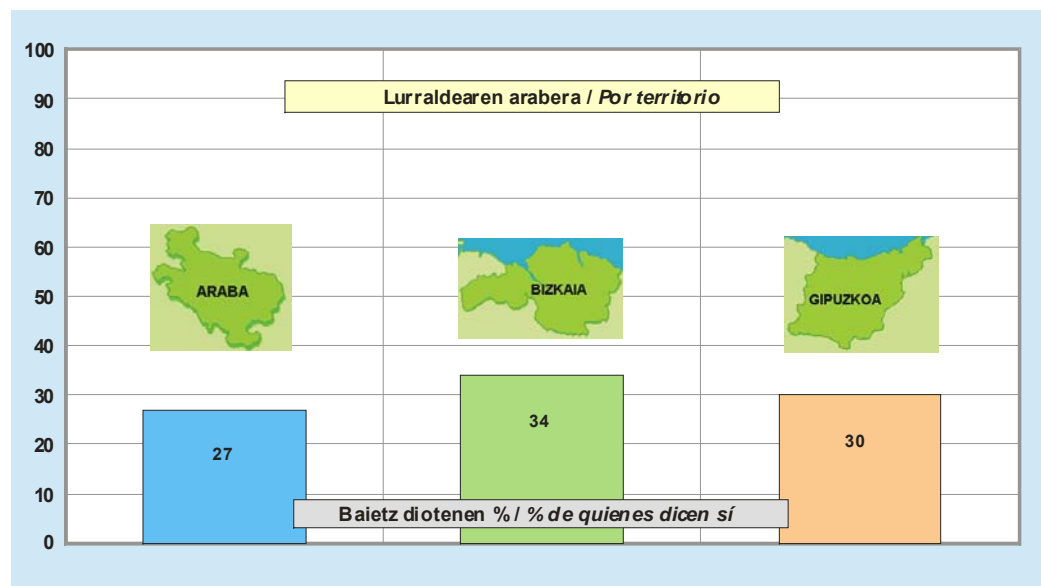 100
Lurraldearen arabera / Por territorio
90
80
70
60
50
40
30
20
10
0
ARABA
BIZKAIA
GIPUZKOA
27
34
30
Baietz diotenen % / % de quienes dicen sí